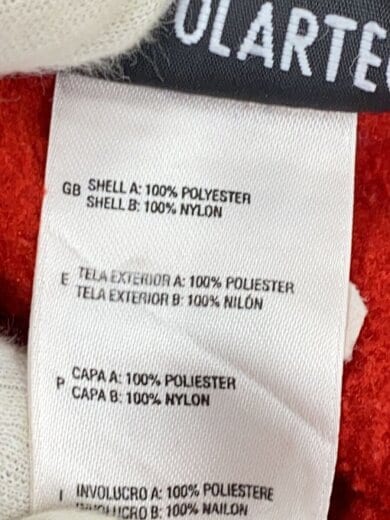 OLARTE
GB SHELL A: 100% POLYESTER
SHELL B: 100% NYLON
E TELA EXTERIOR A: 100% POLIESTER
TELA EXTERIOR B: 100% NILÓN
P CAPA A: 100% POLIESTER
CAPA B: 100% NYLON
I INVOLUCRO A: 100% POLIESTERE
INVOLUCRO B: 100% NAILON